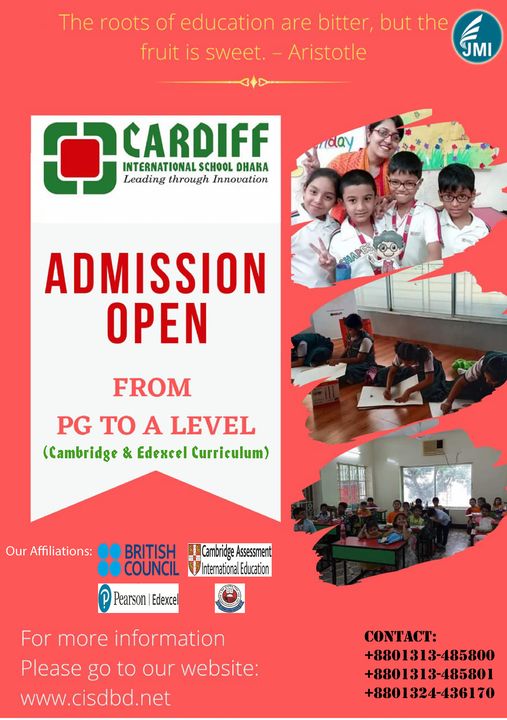 The roots of education are bitter, but the
fruit is sweet. – Aristotle
JMI
CARDIFF
INTERNATIONAL SCHOOL DHAKA
Leading through Innovation
ADMISSION
OPEN
FROM
PG TO A LEVEL
(Cambridge & Edexcel Curriculum)
nday
SHAPES
Our Affiliations:
BRITISH
COUNCIL
Cambridge Assessment
International Education
Pearson | Edexcel
For more information
Please go to our website:
www.cisdbd.net
CONTACT:
+8801313-485800
+8801313-485801
+8801324-436170